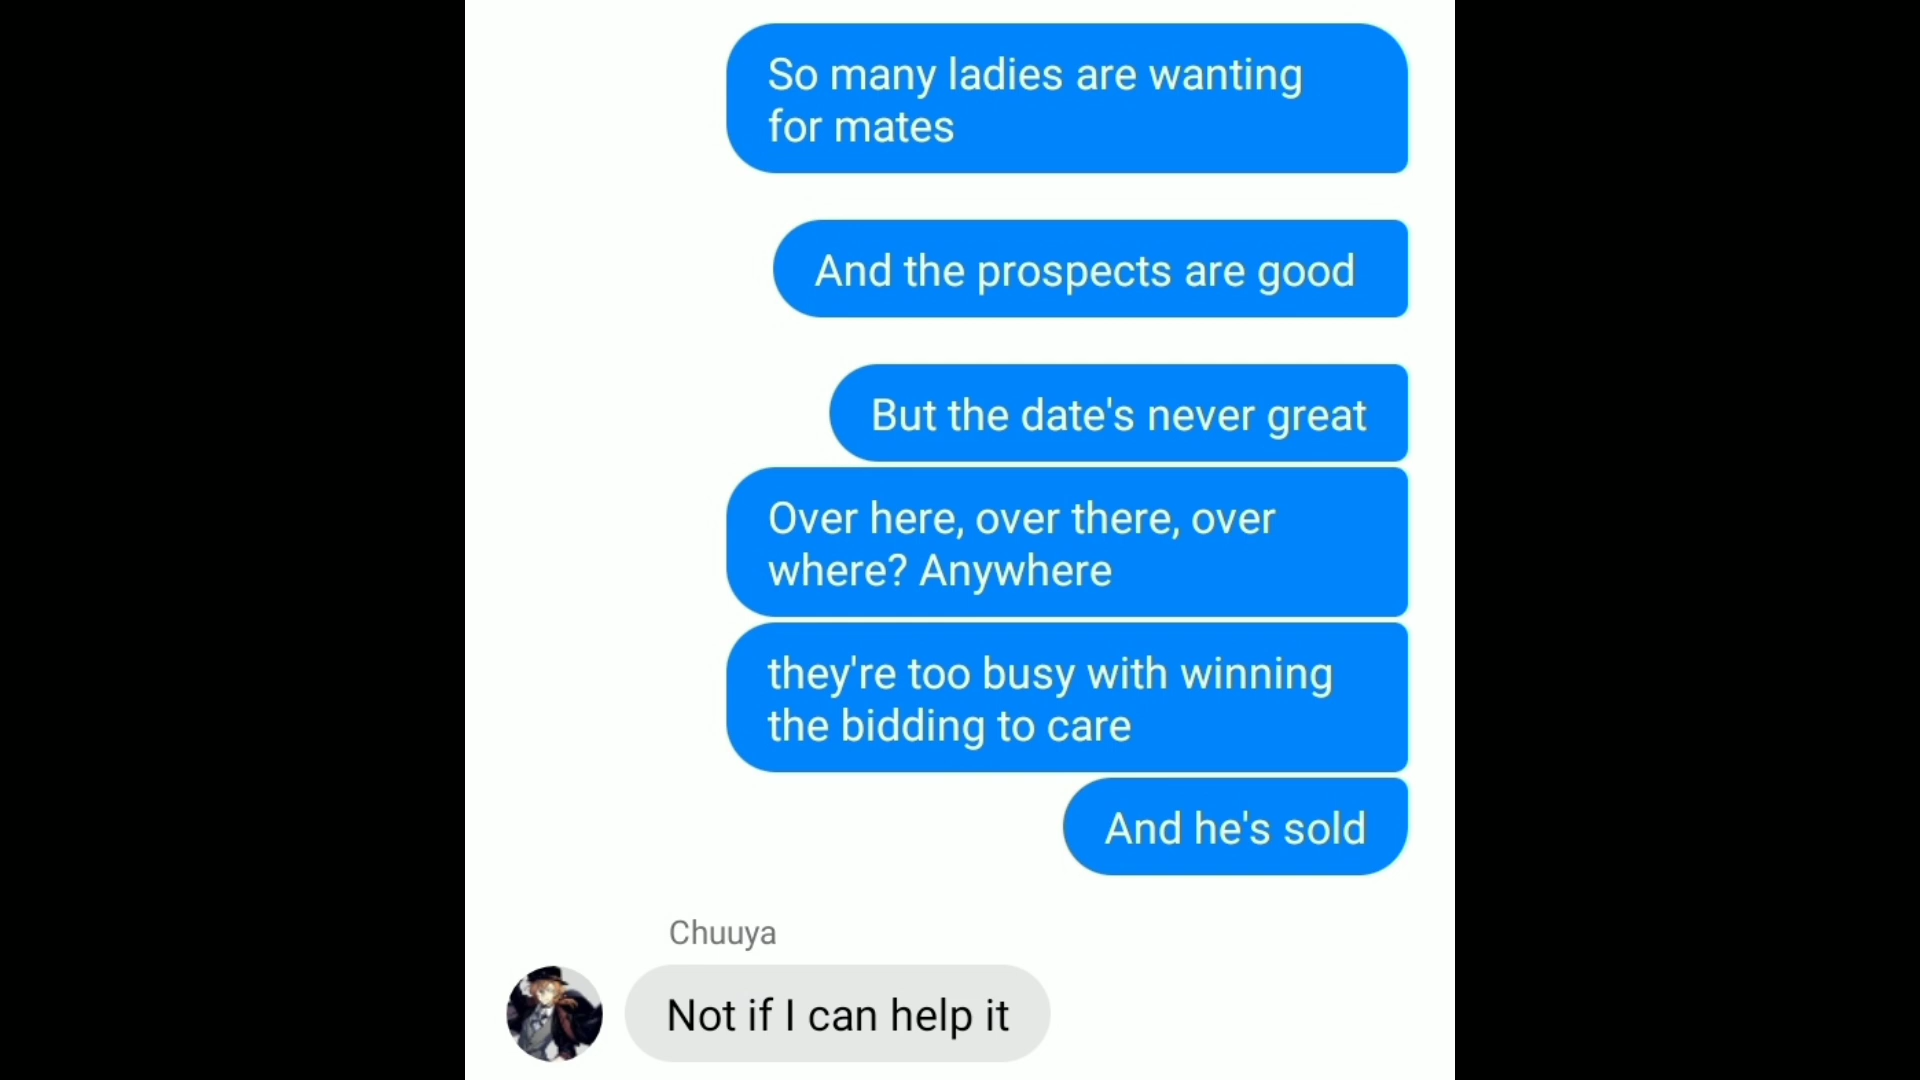 So many ladies are wanting
for mates
And the prospects are good
But the date's never great
Over here, over there, over
where? Anywhere
they're too busy with winning
the bidding to care
And he's sold
Chuuya
Not if I can help it